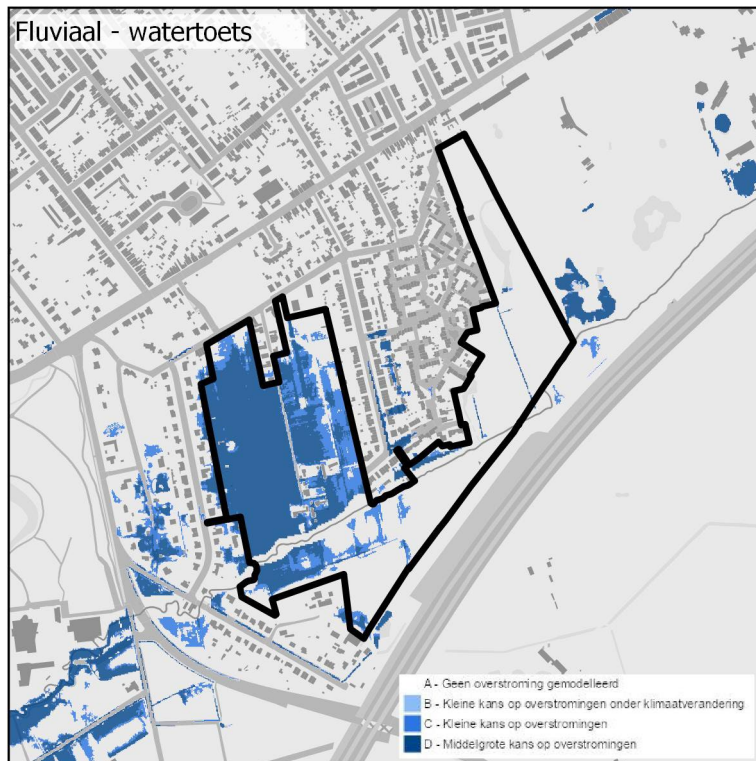 Fluviaal - watertoets
A - Geen overstroming gemodelleerd
B - Kleine kans op overstromingen onder klimaatverandering
C - Kleine kans op overstromingen
D - Middelgrote kans op overstromingen